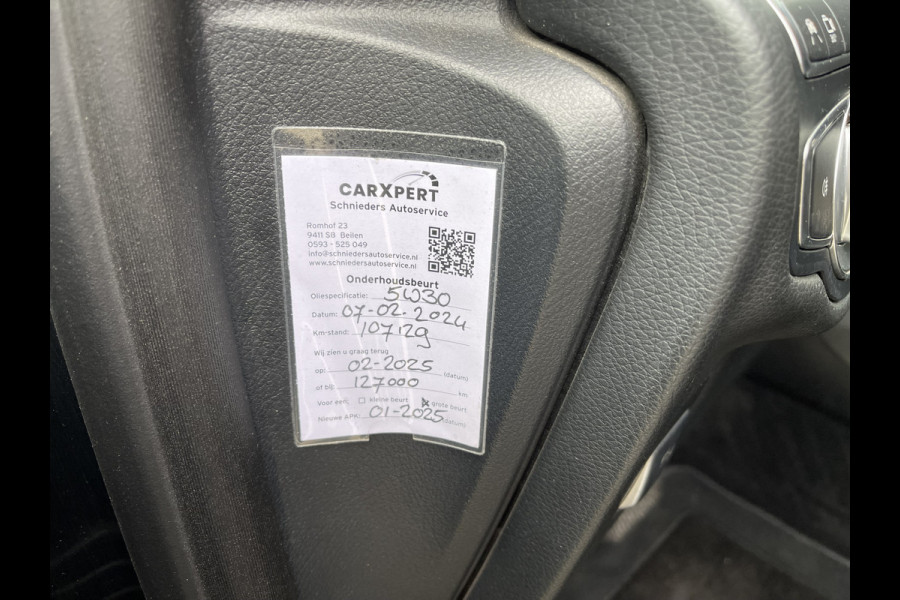 CARXPERT
Schnieders Autoservice
Romhof 23
9411 SB Beilen
0593 - 525 049
info@schniedersautoservice.nl
www.schniedersautoservice.nl
Onderhoudsbeurt
Oliespecificatie: 5W30
Datum: 07-02-2024
Km-stand: 107129
Wij zien u graag terug
op: 02-2025 (datum)
of bij: 127000 km
Voor een: kleine beurt grote beurt
Nieuwe APK: 01-2025 (datum)